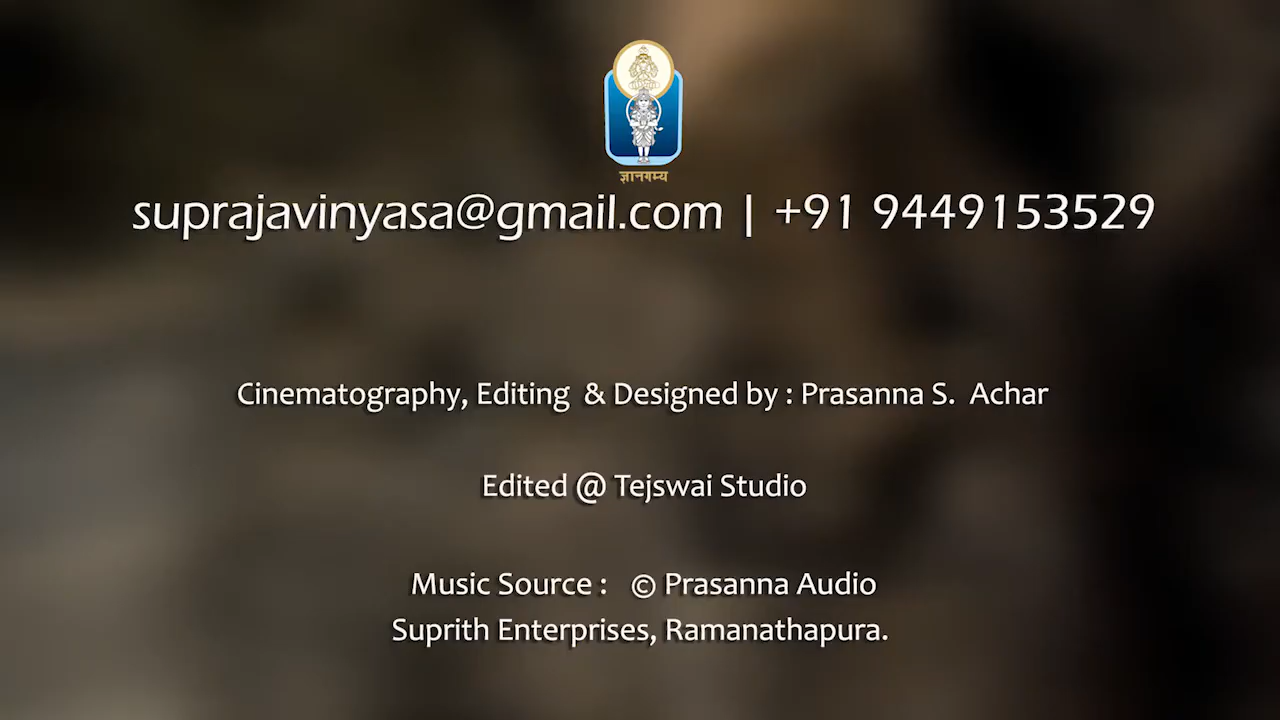 ज्ञानगम्य
suprajavinyasa@gmail.com | +91 9449153529
Cinematography, Editing & Designed by : Prasanna S. Achar
Edited @ Tejswai Studio
Music Source : © Prasanna Audio
Suprith Enterprises, Ramanathapura.